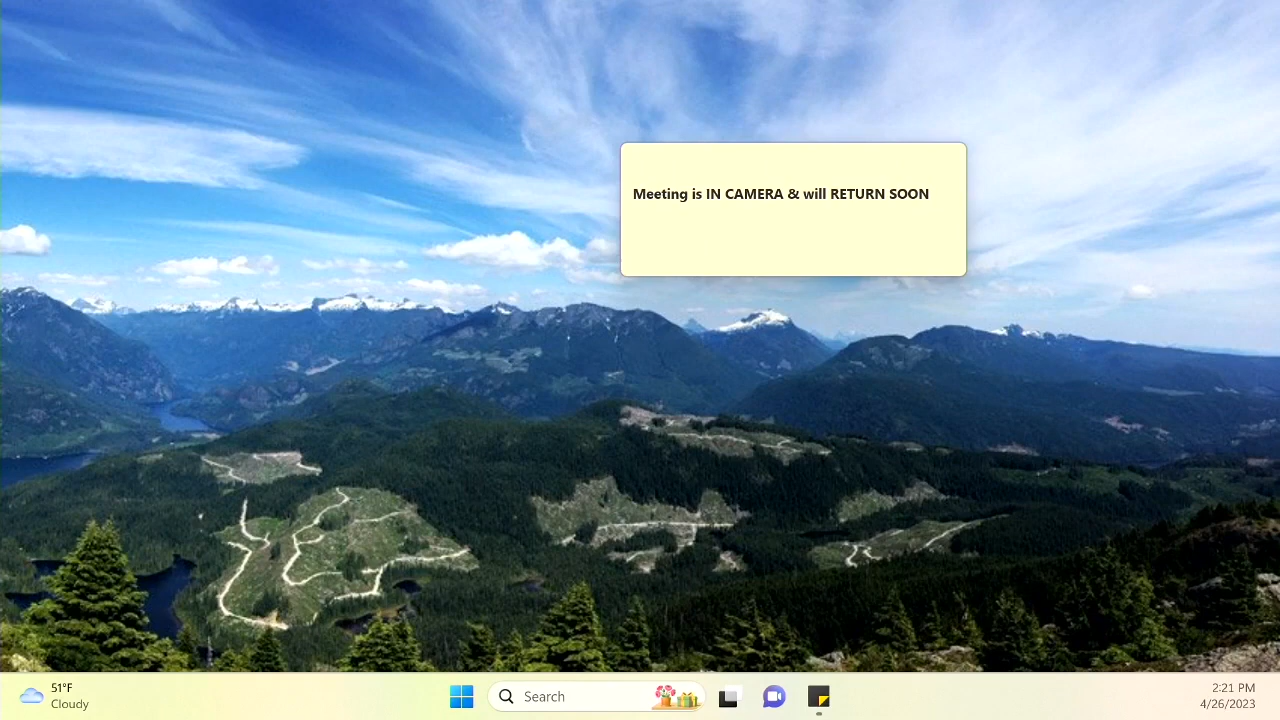 Meeting is IN CAMERA & will RETURN SOON
51°F
Cloudy
Search
2:21 PM
4/26/2023